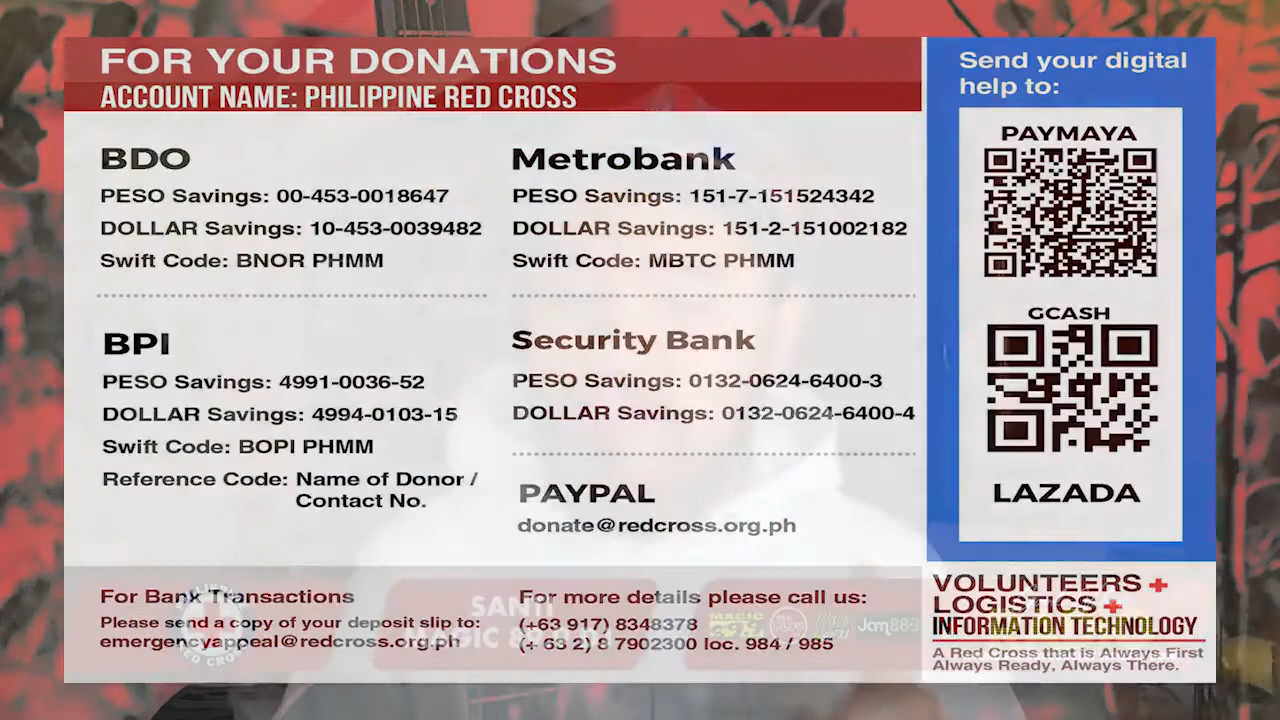 FOR YOUR DONATIONS
ACCOUNT NAME: PHILIPPINE RED CROSS
BDO
PESO Savings: 00-453-0018647
DOLLAR Savings: 10-453-0039482
Swift Code: BNOR PHMM
Metrobank
PESO Savings: 151-7-151524342
DOLLAR Savings: 151-2-151002182
Swift Code: MBTC PHMM
BPI
PESO Savings: 4991-0036-52
DOLLAR Savings: 4994-0103-15
Swift Code: BOPI PHMM
Reference Code: Name of Donor /
Contact No.
Security Bank
PESO Savings: 0132-0624-6400-3
DOLLAR Savings: 0132-0624-6400-4
PAYPAL
donate@redcross.org.ph
Send your digital
help to:
PAYMAYA
GCASH
LAZADA
For Bank Transactions
Please send a copy of your deposit slip to:
emergencyappeal@redcross.org.ph
For more details please call us:
(+63 917) 8348378
(+ 63 2) 8 7902300 loc. 984 / 985
MAGIC
Jam88.3
RED CROSS
VOLUNTEERS +
LOGISTICS +
INFORMATION TECHNOLOGY
A Red Cross that is Always First
Always Ready, Always There.